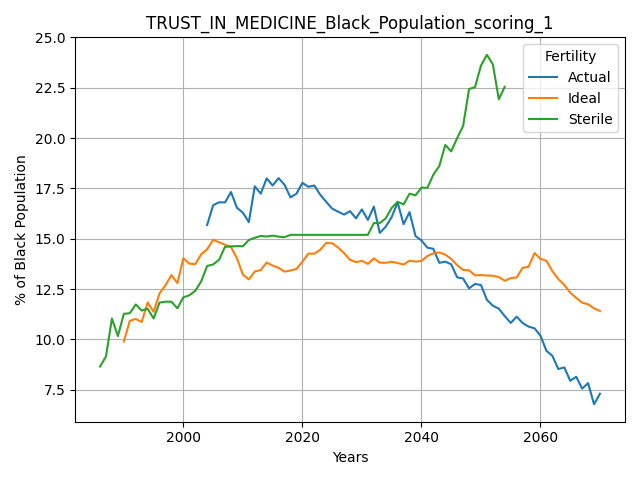 TRUST_IN_MEDICINE_Black_Population_scoring_1
25.0
22.5
20.0
17.5
15.0
12.5
10.0
7.5
% of Black Population
Fertility
Actual
Ideal
Sterile
2000
2020
2040
2060
Years